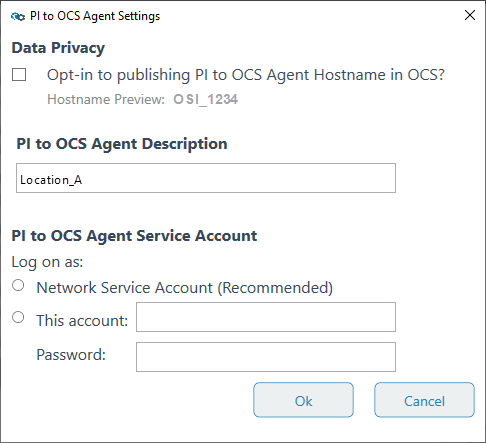 PI to OCS Agent Settings
Data Privacy
Opt-in to publishing PI to OCS Agent Hostname in OCS?
Hostname Preview: OSI_1234
PI to OCS Agent Description
Location_A
PI to OCS Agent Service Account
Log on as:
Network Service Account (Recommended)
This account:
Password:
Ok Cancel